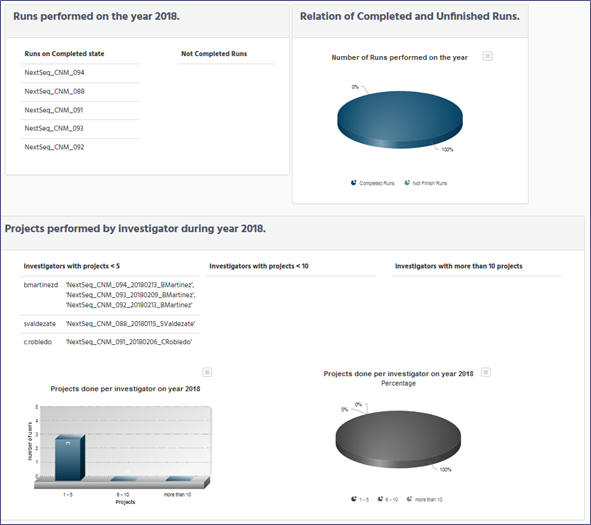 Runs performed on the year 2018.
Runs on Completed state
Not Completed Runs
NextSeq_CNM_094
NextSeq_CNM_088
NextSeq_CNM_091
NestSeq_CNM_093
NextSeq_CNM_092
Relation of Completed and Unfinished Runs.
Number of Runs performed on the year
0%
100%
Completed Runs
Not Finish Runs
Projects performed by investigator during year 2018.
Investigators with projects < 5
Investigators with projects < 10
Investigators with more than 10 projects
bmartinezd 'NextSeq_CNM_094_20180213_BMartinez',
'NextSeq_CNM_093_20180209_BMartinez',
'NextSeq_CNM_092_20180213_BMartinez'
svaldezate 'NextSeq_CNM_088_20180115_SValdezate'
c.robledo 'NextSeq_CNM_091_20180206_CRobledo'
Projects done per investigator on year 2018
5
4
3
2
1
0
number of users
1 - 5
6 - 10
more than 10
Projects
Projects done per investigator on year 2018
Percentage
0%
0%
100%
1 - 5
6 - 10
more than 10